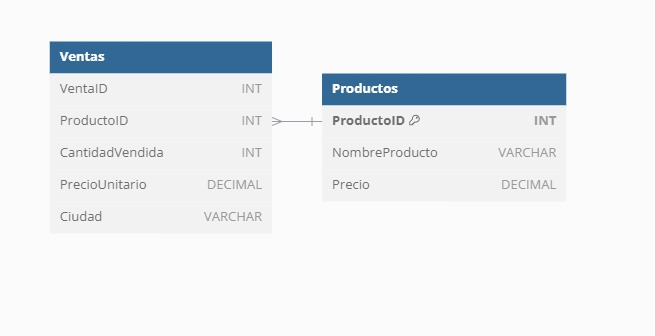 Ventas
VentaID INT
ProductoID INT
CantidadVendida INT
PrecioUnitario DECIMAL
Ciudad VARCHAR
Productos
ProductoID INT
NombreProducto VARCHAR
Precio DECIMAL